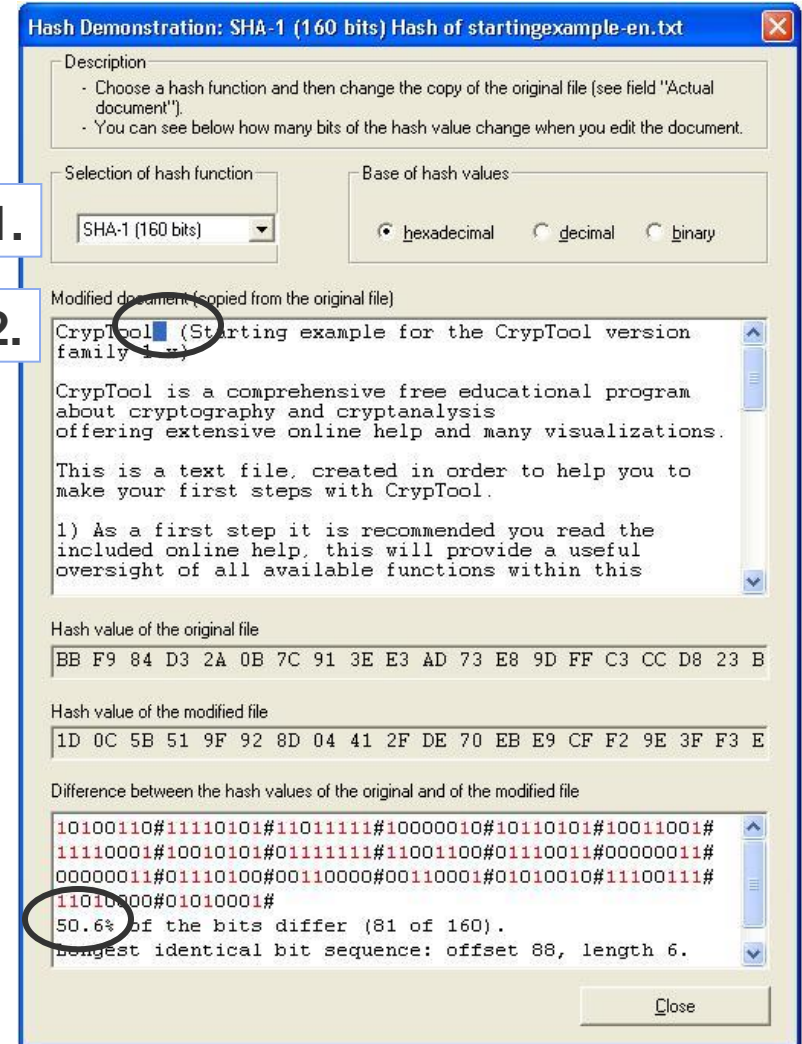 Hash Demonstration: SHA-1 (160 bits) Hash of startingexample-en.txt
Description
- Choose a hash function and then change the copy of the original file (see field "Actual
document").
- You can see below how many bits of the hash value change when you edit the document.
Selection of hash function
Base of hash values
1.
SHA-1 (160 bits)
hexadecimal
decimal
binary
Modified document (copied from the original file)
2.
CrypTool (Starting example for the CrypTool version
family 1.x)
CrypTool is a comprehensive free educational program
about cryptography and cryptanalysis
offering extensive online help and many visualizations.
This is a text file, created in order to help you to
make your first steps with CrypTool.
1) As a first step it is recommended you read the
included online help, this will provide a useful
oversight of all available functions within this
Hash value of the original file
BB F9 84 D3 2A 0B 7C 91 3E E3 AD 73 E8 9D FF C3 CC D8 23 B
Hash value of the modified file
1D 0C 5B 51 9F 92 8D 04 41 2F DE 70 EB E9 CF F2 9E 3F F3 E
Difference between the hash values of the original and of the modified file
10100110#11110101#11011111#10000010#10110101#10011001#
11110001#10010101#01111111#11001100#01110011#00000011#
00000011#01110100#00110000#00110001#01010010#11100111#
11010000#01010001#
50.6% of the bits differ (81 of 160).
Longest identical bit sequence: offset 88, length 6.
Close